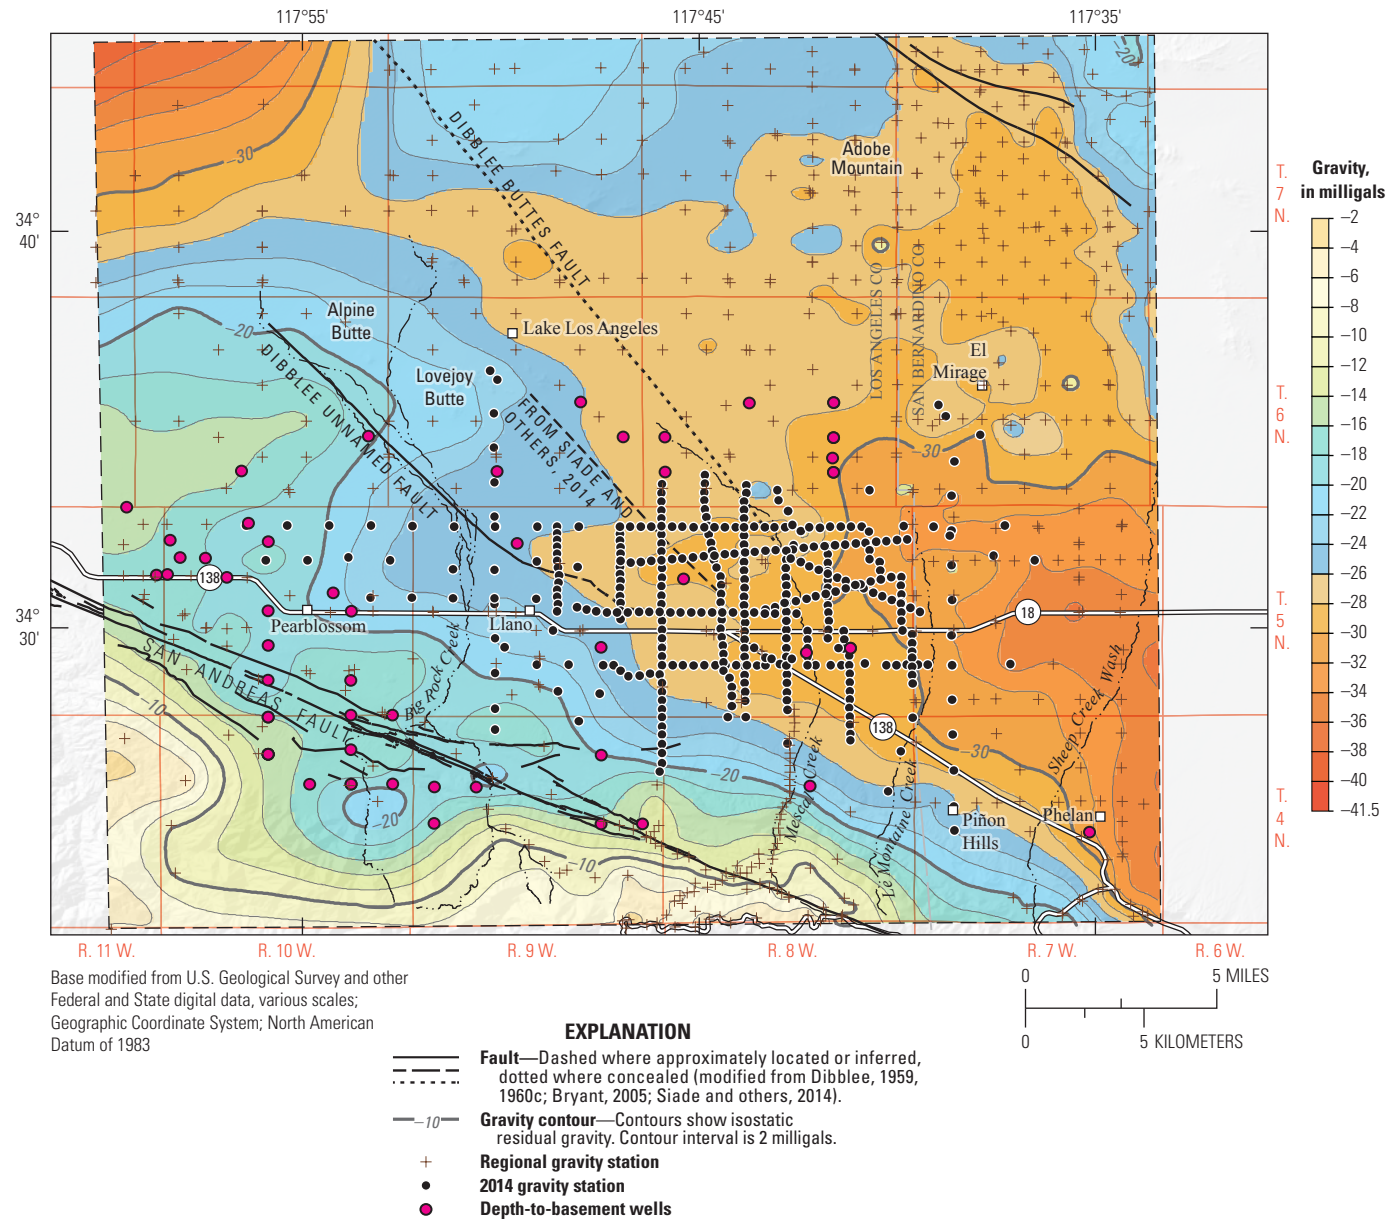 117°55'
117°45'
117°35'
34°
40'
34°
30'
DIBBLEE BUTTES FAULT
Adobe
Mountain
–20
–30
T.
7
N.
Gravity,
in milligals
–2
–4
–6
–8
–10
–12
–14
–16
–18
–20
–22
–24
–26
–28
–30
–32
–34
–36
–38
–40
–41.5
LOS ANGELES CO
SAN BERNARDINO CO
Alpine
Butte
–20
Lake Los Angeles
El
Mirage
Lovejoy
Butte
DIBBLEE UNNAMED FAULT
FROM SIADE AND
OTHERS, 2014
–30
T.
6
N.
138
18
Pearblossom
Llano
T.
5
N.
SAN ANDREAS FAULT
Big Rock Creek
Sheep Creek Wash
–10
138
–30
–20
Mescal Creek
Le Montaine Creek
–20
Piñon
Hills
Phelan
T.
4
N.
–10
R. 11 W.
R. 10 W.
R. 9 W.
R. 8 W.
R. 7 W.
R. 6 W.
Base modified from U.S. Geological Survey and other
Federal and State digital data, various scales;
Geographic Coordinate System; North American
Datum of 1983
0
5 MILES
0
5 KILOMETERS
EXPLANATION
Fault—Dashed where approximately located or inferred,
dotted where concealed (modified from Dibblee, 1959,
1960c; Bryant, 2005; Siade and others, 2014).
–10
Gravity contour—Contours show isostatic
residual gravity. Contour interval is 2 milligals.
Regional gravity station
2014 gravity station
Depth-to-basement wells